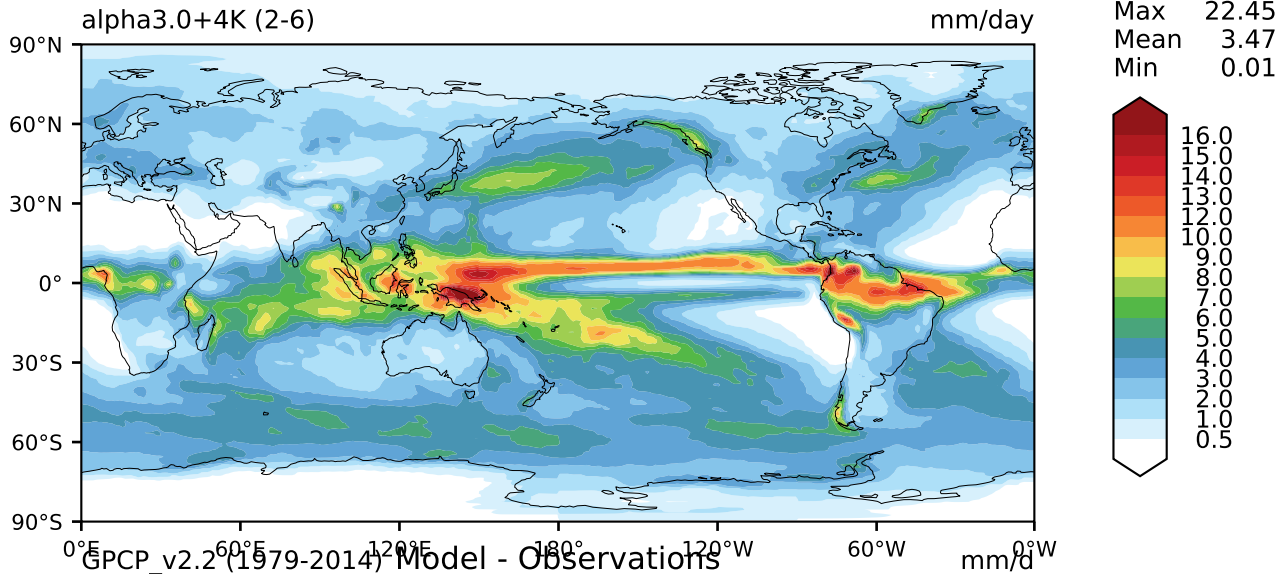 alpha3.0+4K (2-6) mm/day
Max 22.45
Mean 3.47
Min 0.01
90°N
60°N
30°N
0°
30°S
60°S
90°S
16.0
15.0
14.0
13.0
12.0
10.0
9.0
8.0
7.0
6.0
5.0
4.0
3.0
2.0
1.0
0.5
0°E 60°E 120°E 180° 120°W 60°W 0°W
GPCP_v2.2 (1979-2014) Model - Observations mm/d